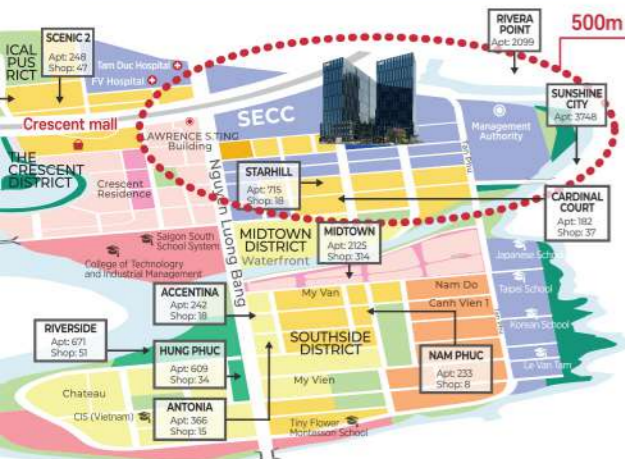 SCENIC 2
Apt: 248
Shop: 47
ICAL
PUS
RICT
Tam Duc Hospital
FV Hospital
RIVERA
POINT
Apt: 2099
500m
SUNSHINE
CITY
Apt: 3748
Crescent mall
LAWRENCE S.TING
Building
SECC
Management
Authority
THE
CRESCENT
DISTRICT
Crescent
Residence
STARHILL
Apt: 715
Shop: 18
CARDINAL
COURT
Apt: 182
Shop: 37
Nguyen Luong Bang
MIDTOWN
DISTRICT
Waterfront
MIDTOWN
Apt: 2125
Shop: 314
Saigon South
School System
College of Technology
and Industrial Management
Japanese School
Taipei School
Korean School
Le Van Tam
ACCENTINA
Apt: 242
Shop: 18
My Van
Nam Do
Canh Vien 1
RIVERSIDE
Apt: 671
Shop: 51
HUNG PHUC
Apt: 609
Shop: 34
SOUTHSIDE
DISTRICT
NAM PHUC
Apt: 233
Shop: 8
My Vien
Chateau
CIS (Vietnam)
ANTONIA
Apt: 366
Shop: 15
Tiny Flower
Montessori School